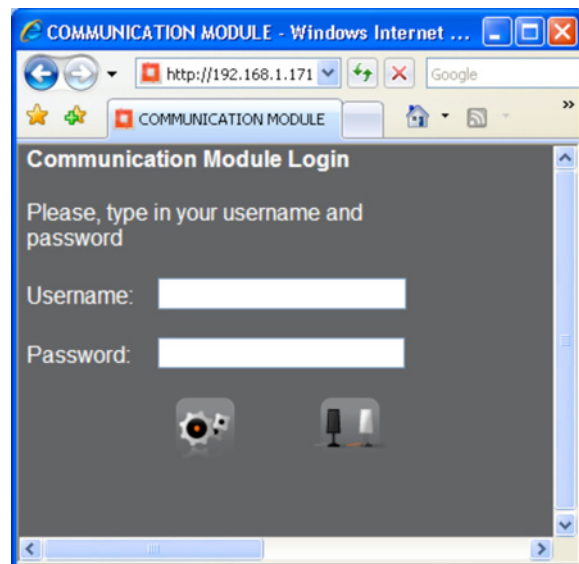 COMMUNICATION MODULE - Windows Internet ...
http://192.168.1.171
Google
COMMUNICATION MODULE
»
Communication Module Login
Please, type in your username and
password
Username:
Password: